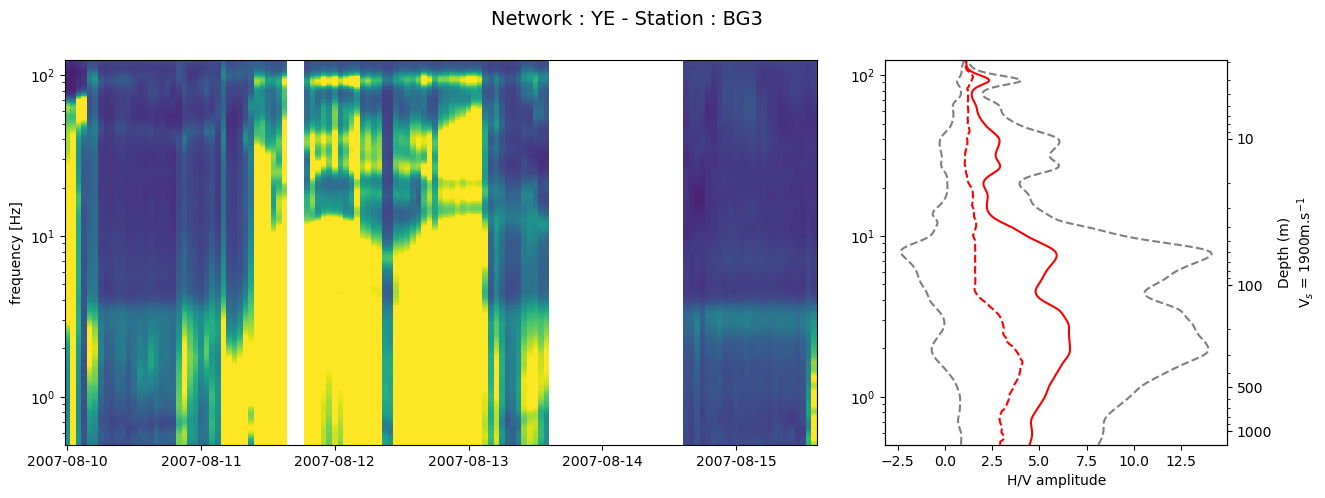 Network : YE - Station : BG3
frequency [Hz]
10²
10¹
10⁰
2007-08-10 2007-08-11 2007-08-12 2007-08-13 2007-08-14 2007-08-15
10²
10¹
10⁰
-2.5 0.0 2.5 5.0 7.5 10.0 12.5
H/V amplitude
10
100
500
1000
Depth (m)
Vₛ = 1900m.s⁻¹